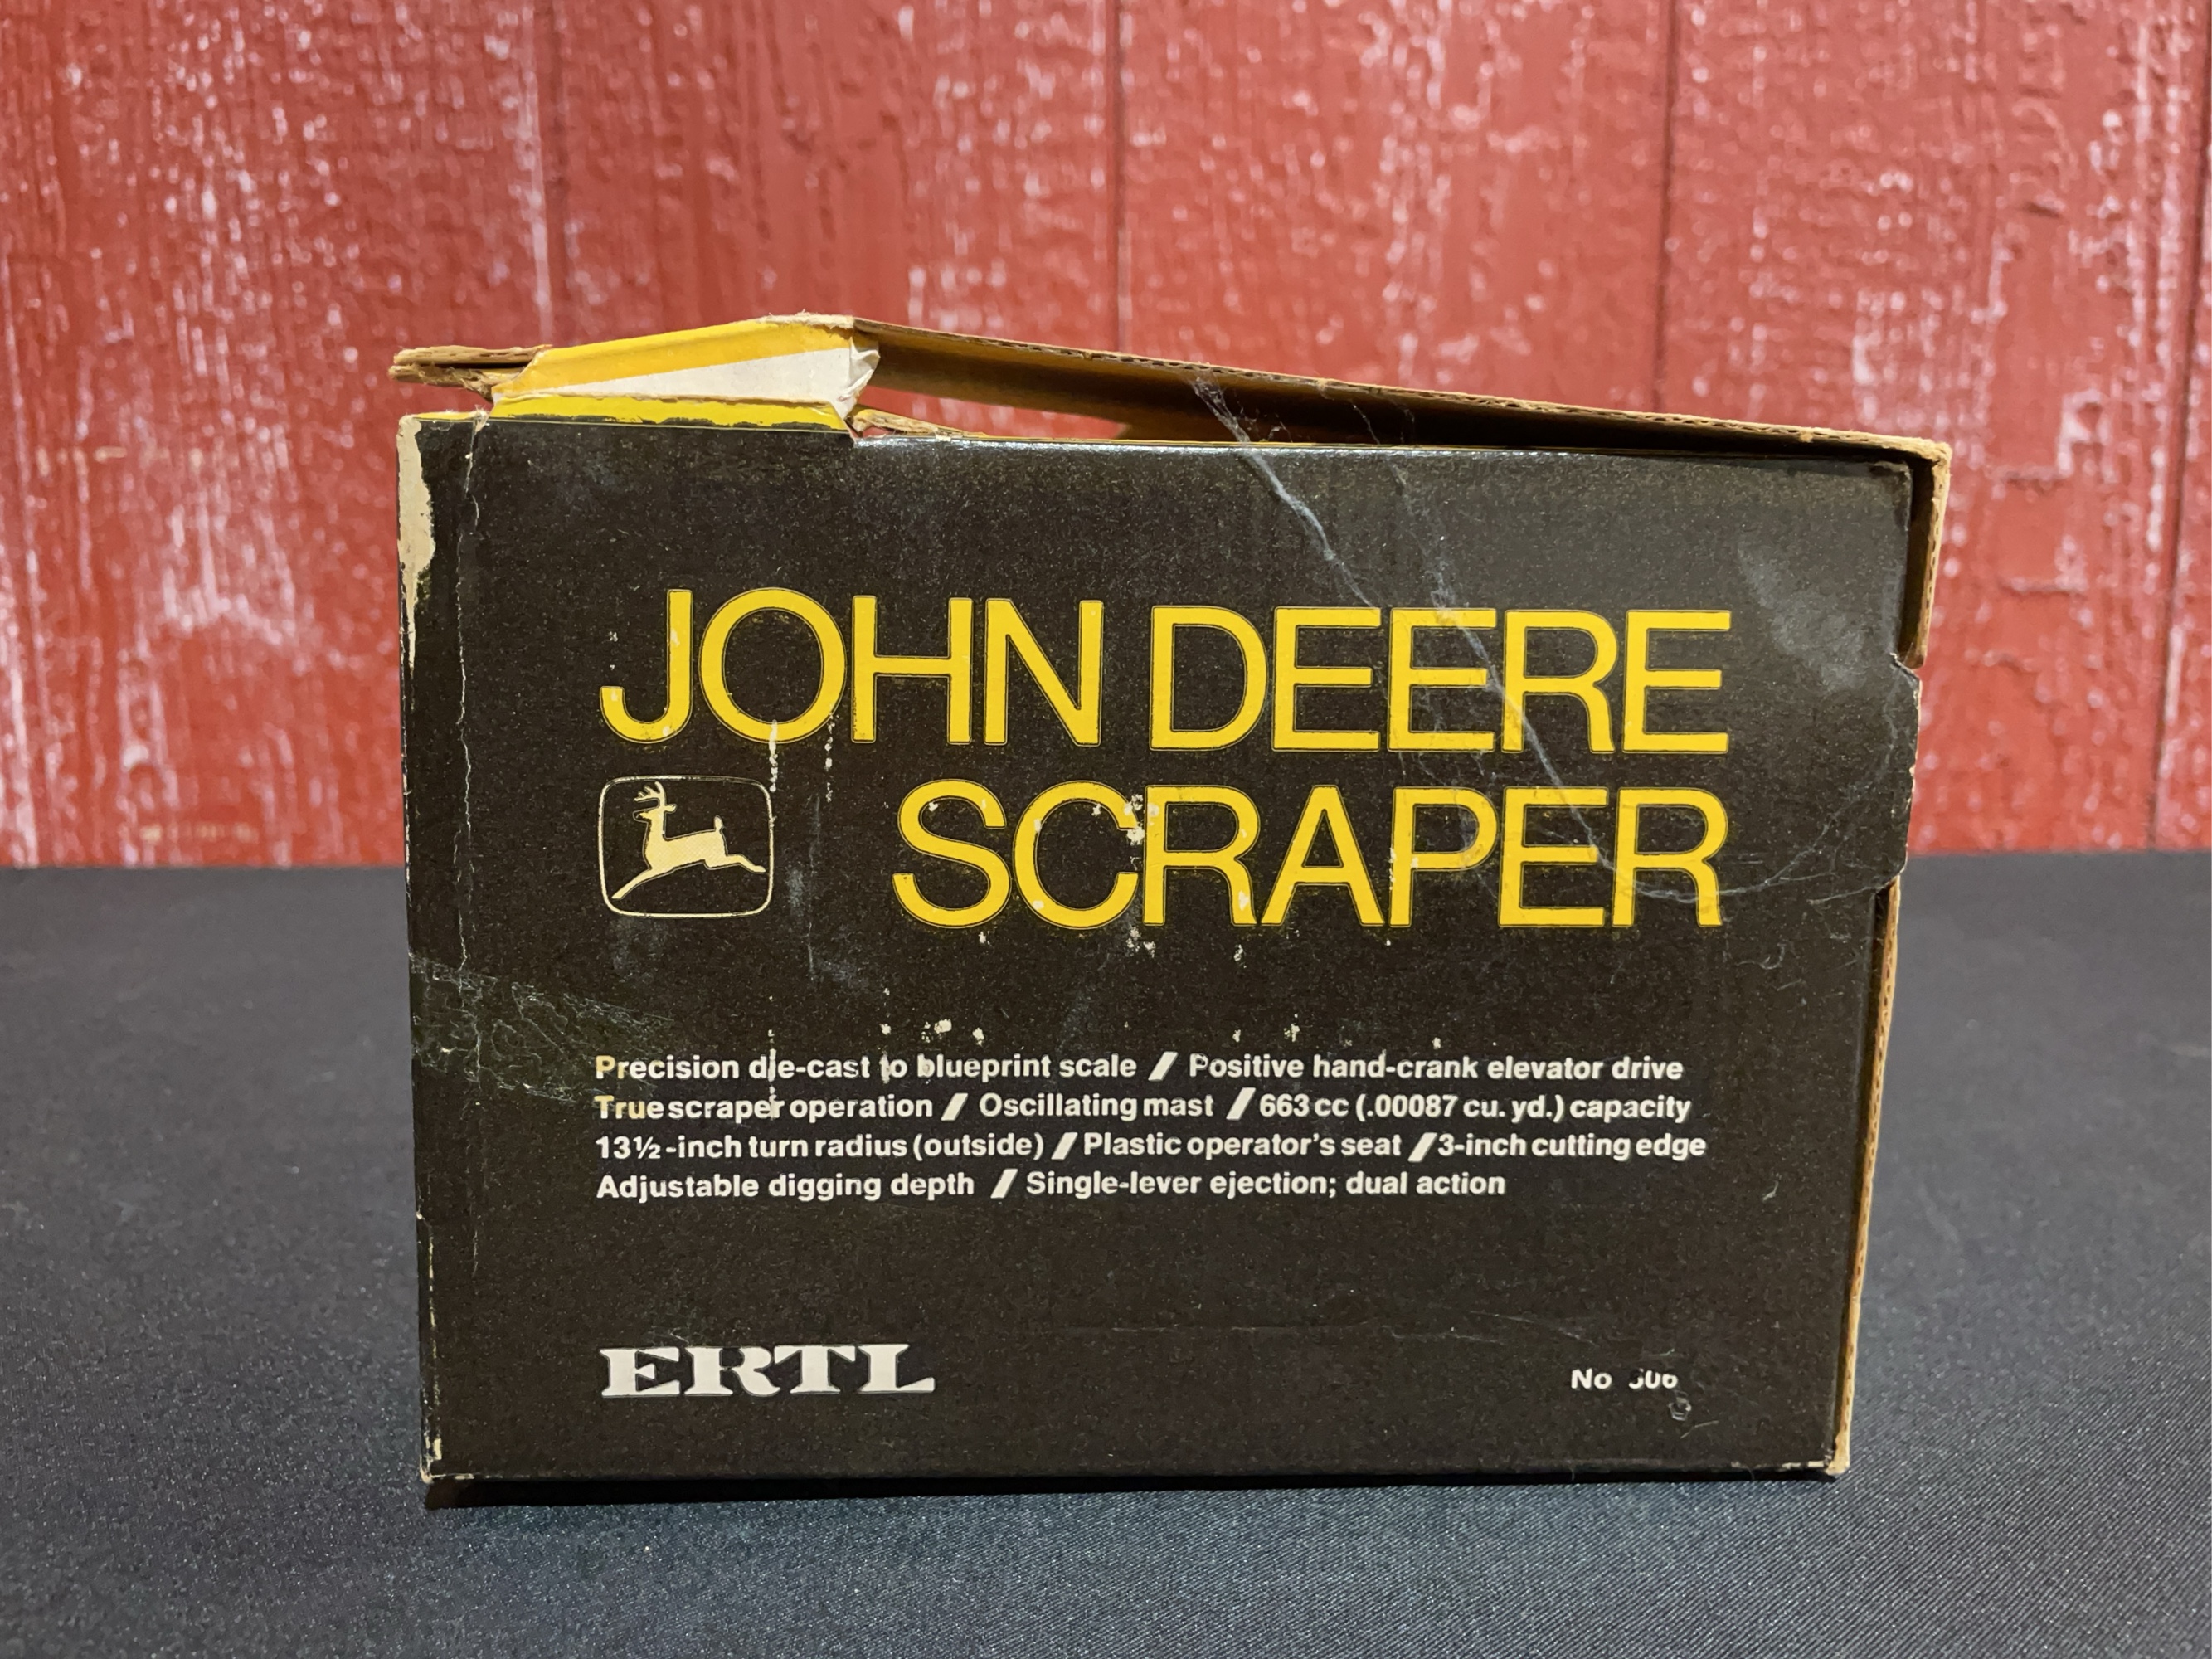 JOHN DEERE
SCRAPER
Precision die-cast to blueprint scale / Positive hand-crank elevator drive
True scraper operation / Oscillating mast / 663 cc (.00087 cu. yd.) capacity
13½-inch turn radius (outside) / Plastic operator's seat / 3-inch cutting edge
Adjustable digging depth / Single-lever ejection; dual action
ERTL
No